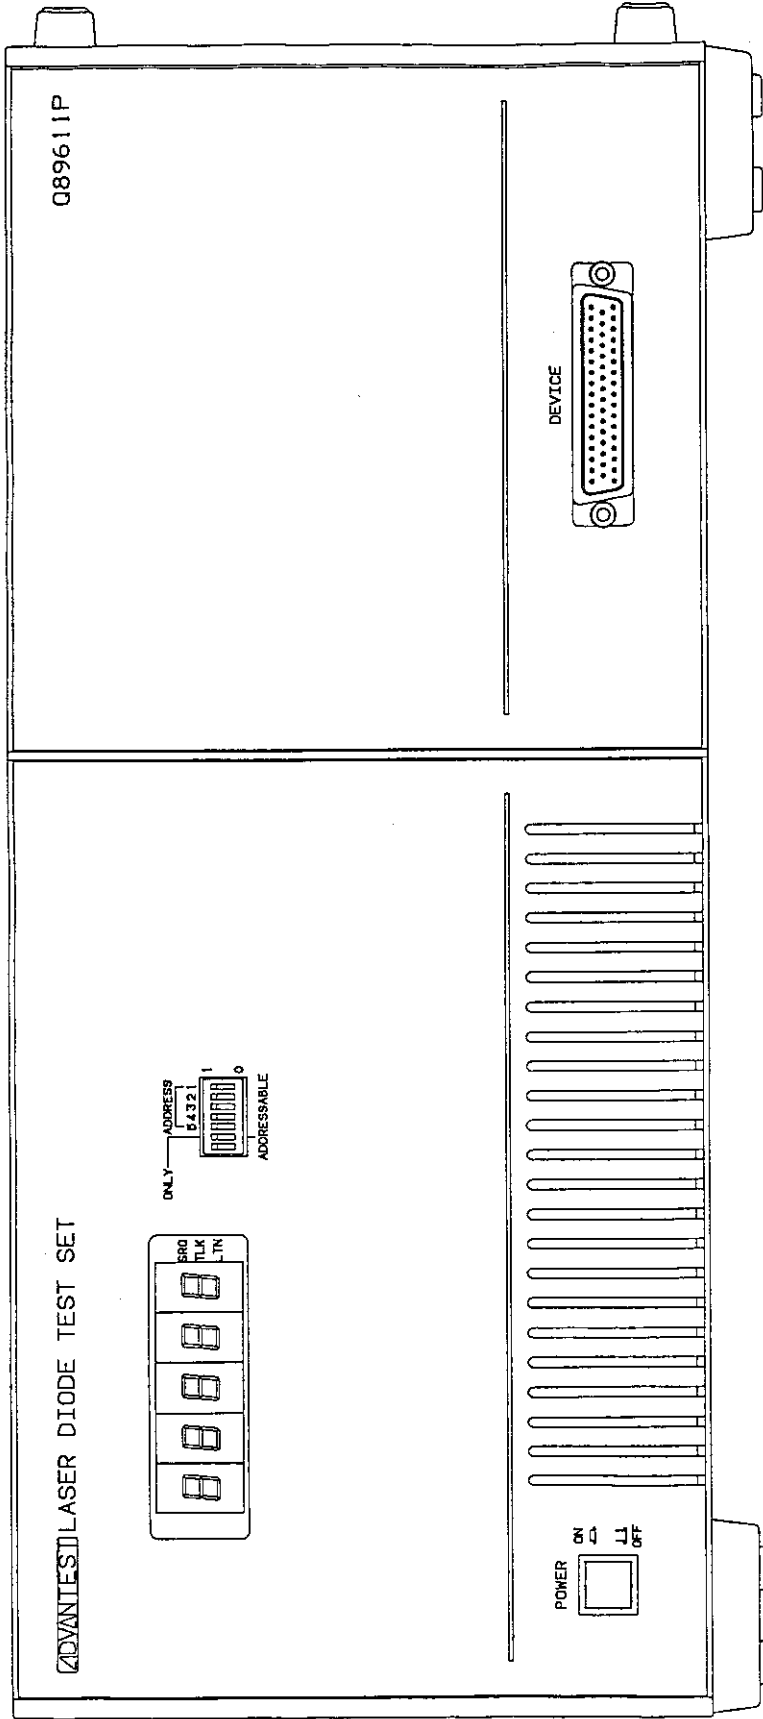 ADVANTEST LASER DIODE TEST SET
Q89611P
SRQ
TLK
LTN
ONLY
ADDRESS
5 4 3 2 1
1
0
ADDRESSABLE
POWER
ON
OFF
DEVICE